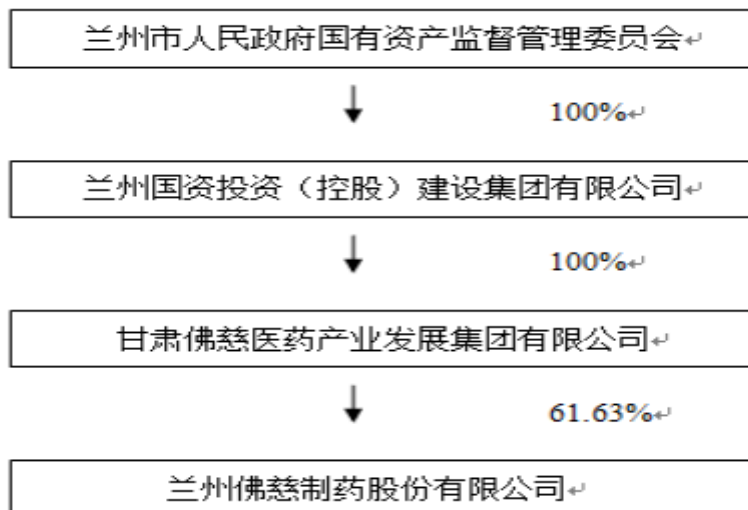 兰州市人民政府国有资产监督管理委员会
100%
兰州国资投资（控股）建设集团有限公司
100%
甘肃佛慈医药产业发展集团有限公司
61.63%
兰州佛慈制药股份有限公司